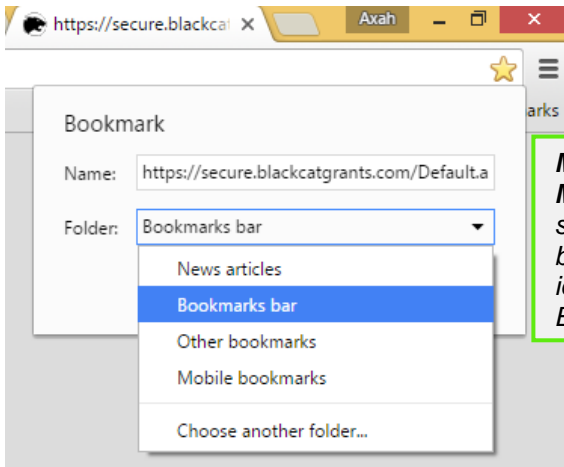 https://secure.blackcat
Axah
arks
Bookmark
Name: https://secure.blackcatgrants.com/Default.a
Folder: Bookmarks bar
News articles
Bookmarks bar
Other bookmarks
Mobile bookmarks
Choose another folder...